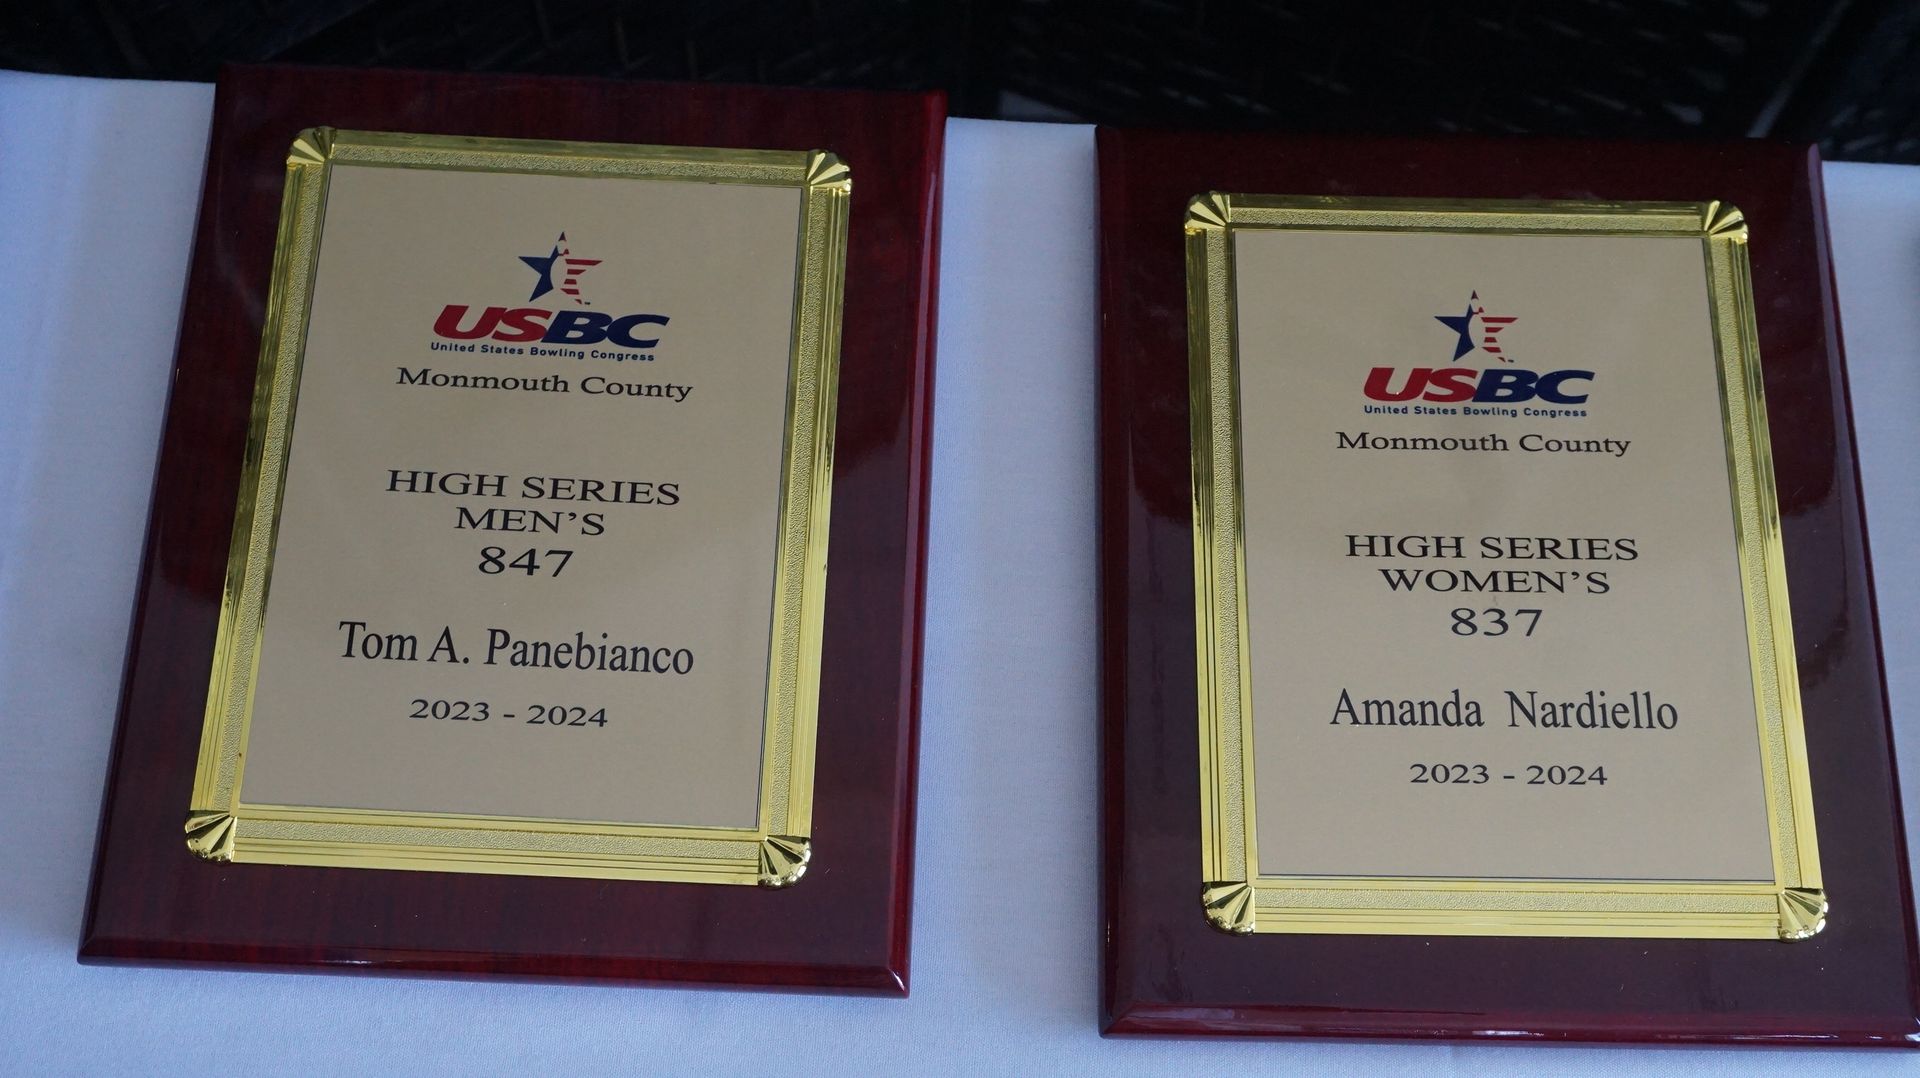 USBC
United States Bowling Congress
Monmouth County
HIGH SERIES
MEN'S
847
Tom A. Panebianco
2023 - 2024
USBC
United States Bowling Congress
Monmouth County
HIGH SERIES
WOMEN'S
837
Amanda Nardiello
2023 - 2024